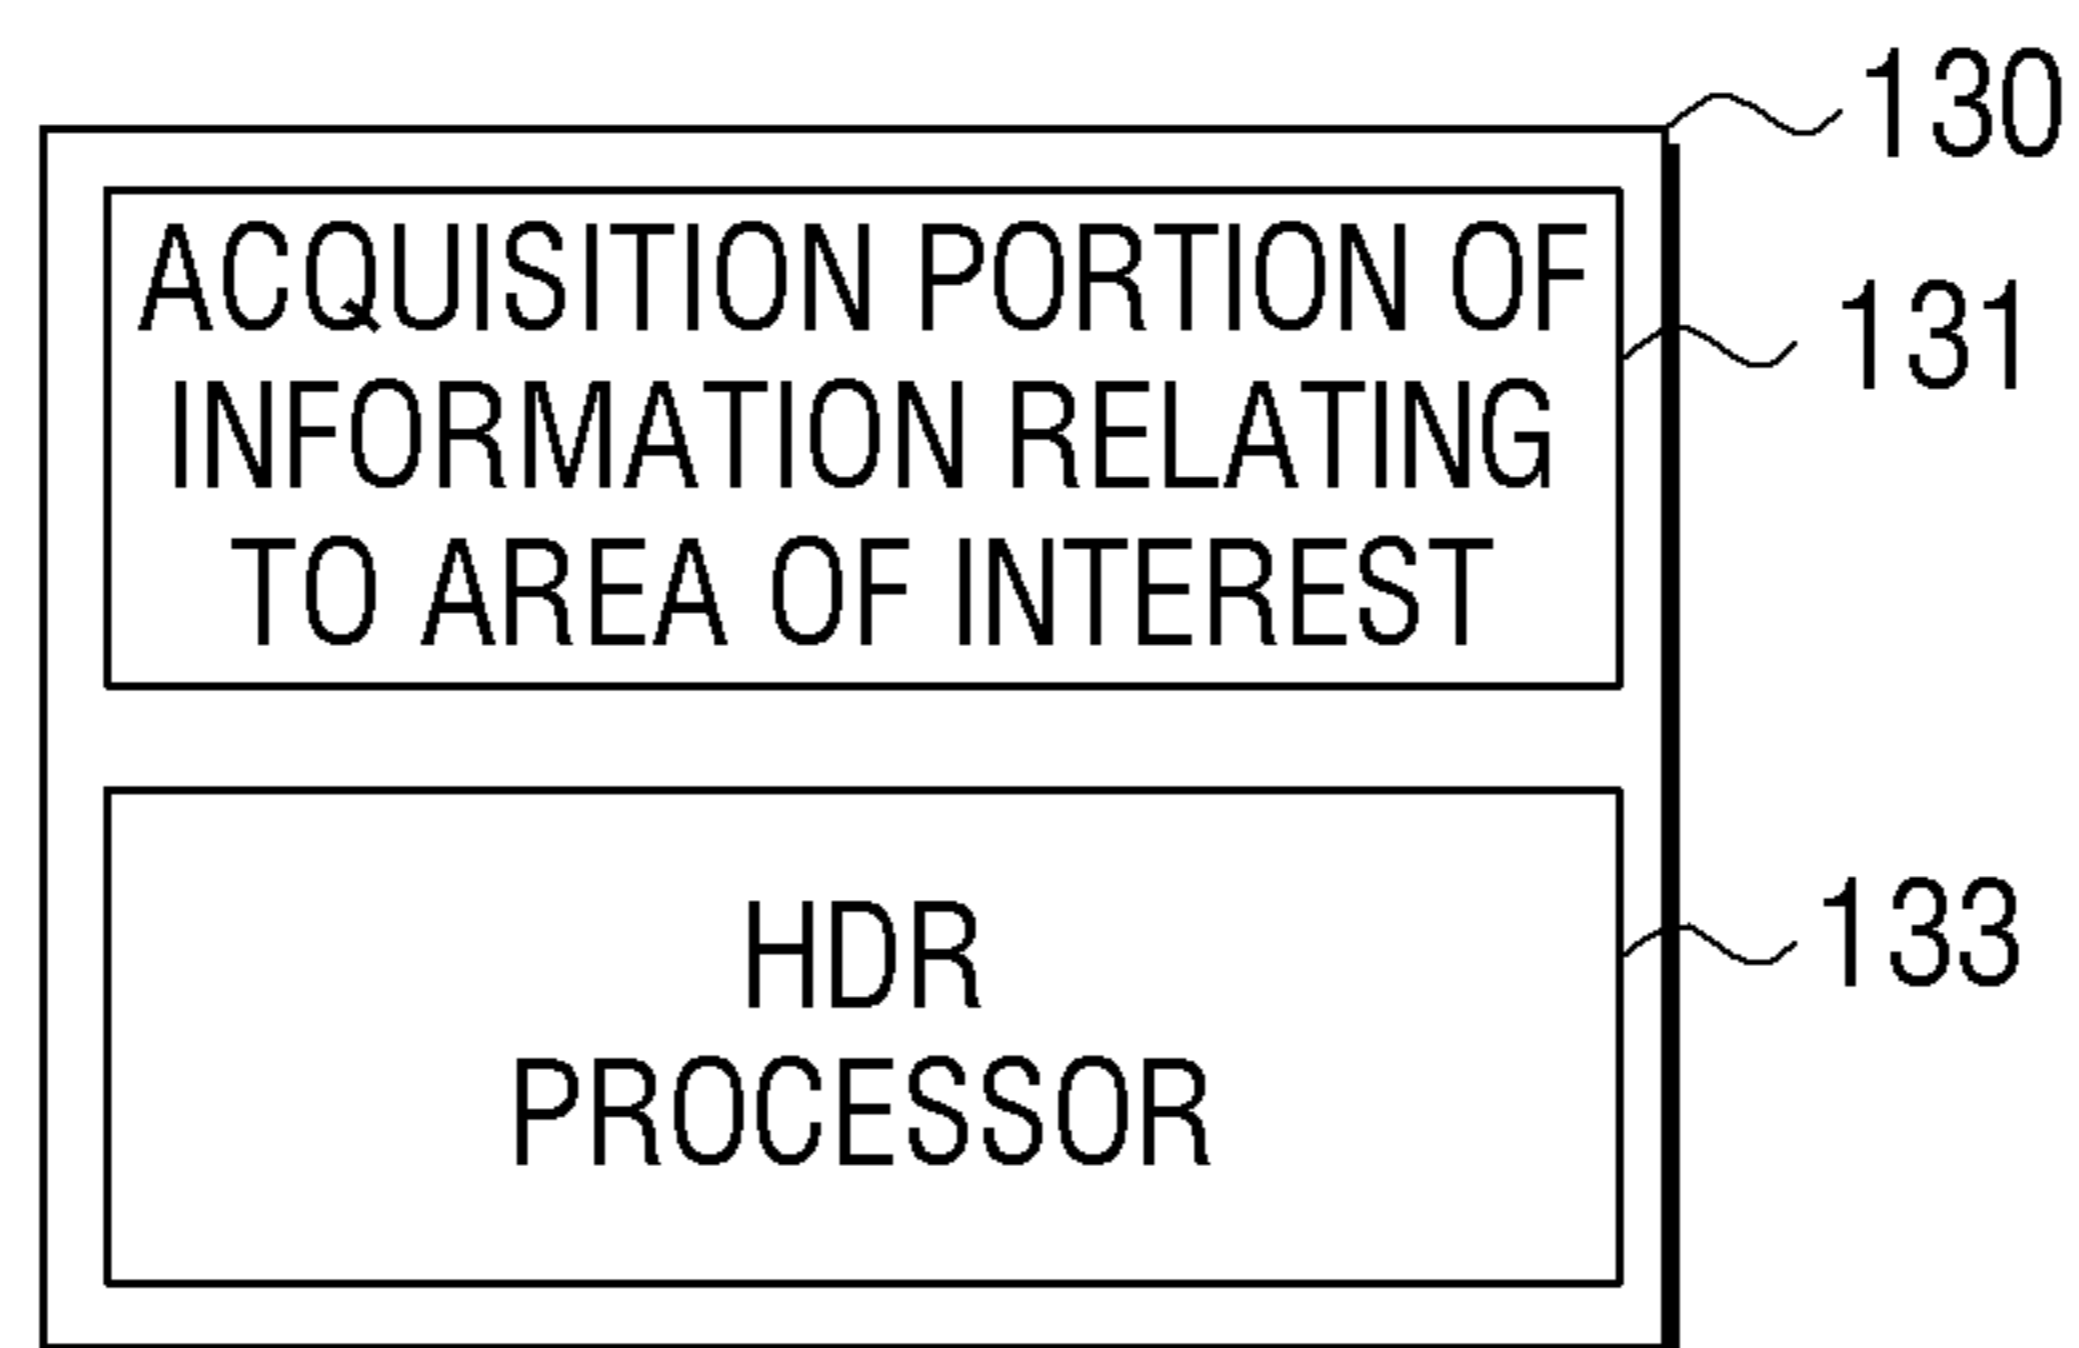 130
ACQUISITION PORTION OF
131
INFORMATION RELATING
TO AREA OF INTEREST
HDR
133
PROCESSOR